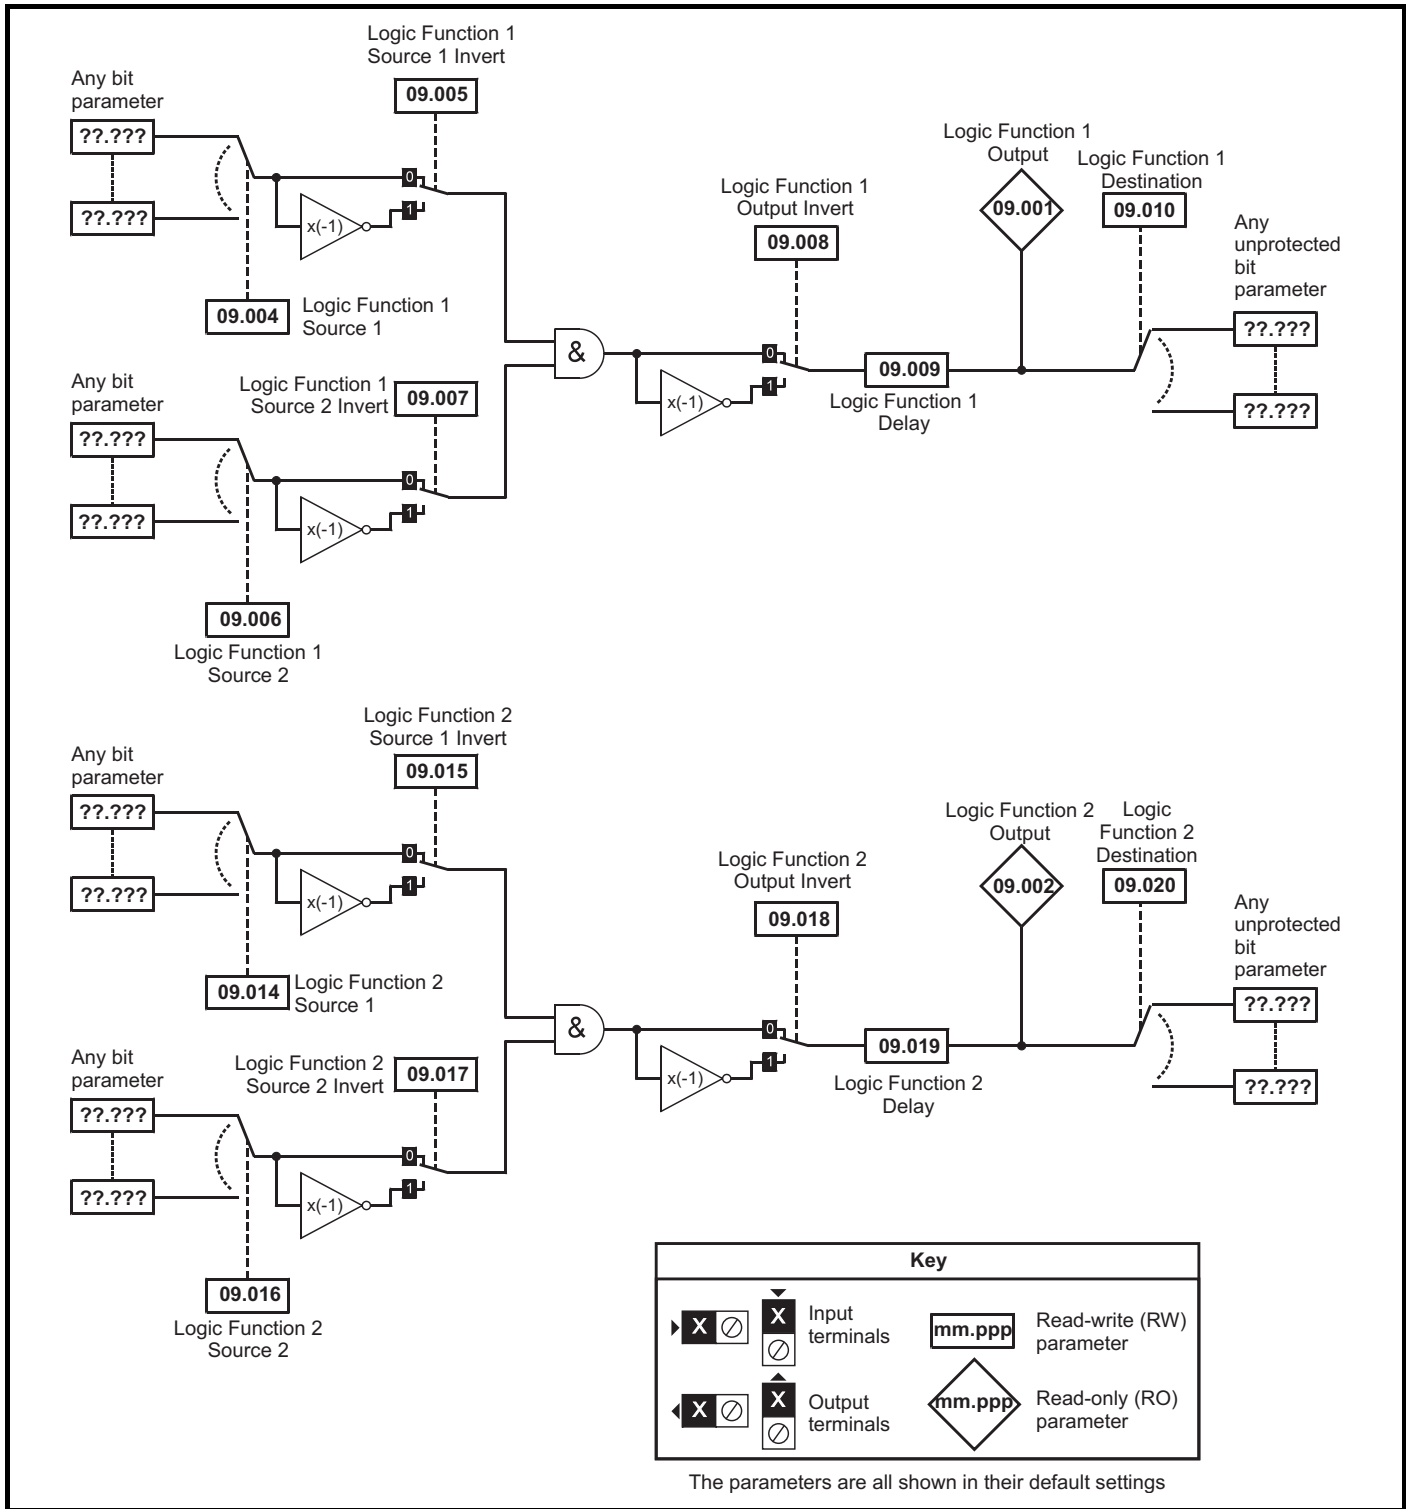 Logic Function 1
Source 1 Invert
09.005
Any bit
parameter
??.???
??.???
0
1
x(-1)
09.004
Logic Function 1
Source 1
Any bit
parameter
??.???
??.???
Logic Function 1
Source 2 Invert
09.007
0
1
x(-1)
09.006
Logic Function 1
Source 2
&
Logic Function 1
Output Invert
09.008
0
1
x(-1)
09.009
Logic Function 1
Delay
Logic Function 1
Output
09.001
Logic Function 1
Destination
09.010
Any
unprotected
bit
parameter
??.???
??.???
Logic Function 2
Source 1 Invert
09.015
Any bit
parameter
??.???
??.???
0
1
x(-1)
09.014
Logic Function 2
Source 1
Any bit
parameter
??.???
??.???
Logic Function 2
Source 2 Invert
09.017
0
1
x(-1)
09.016
Logic Function 2
Source 2
&
Logic Function 2
Output Invert
09.018
0
1
x(-1)
09.019
Logic Function 2
Delay
Logic Function 2
Output
09.002
Logic
Function 2
Destination
09.020
Any
unprotected
bit
parameter
??.???
??.???
Key
X
X
Input
terminals
mm.ppp
Read-write (RW)
parameter
X
X
Output
terminals
mm.ppp
Read-only (RO)
parameter
The parameters are all shown in their default settings